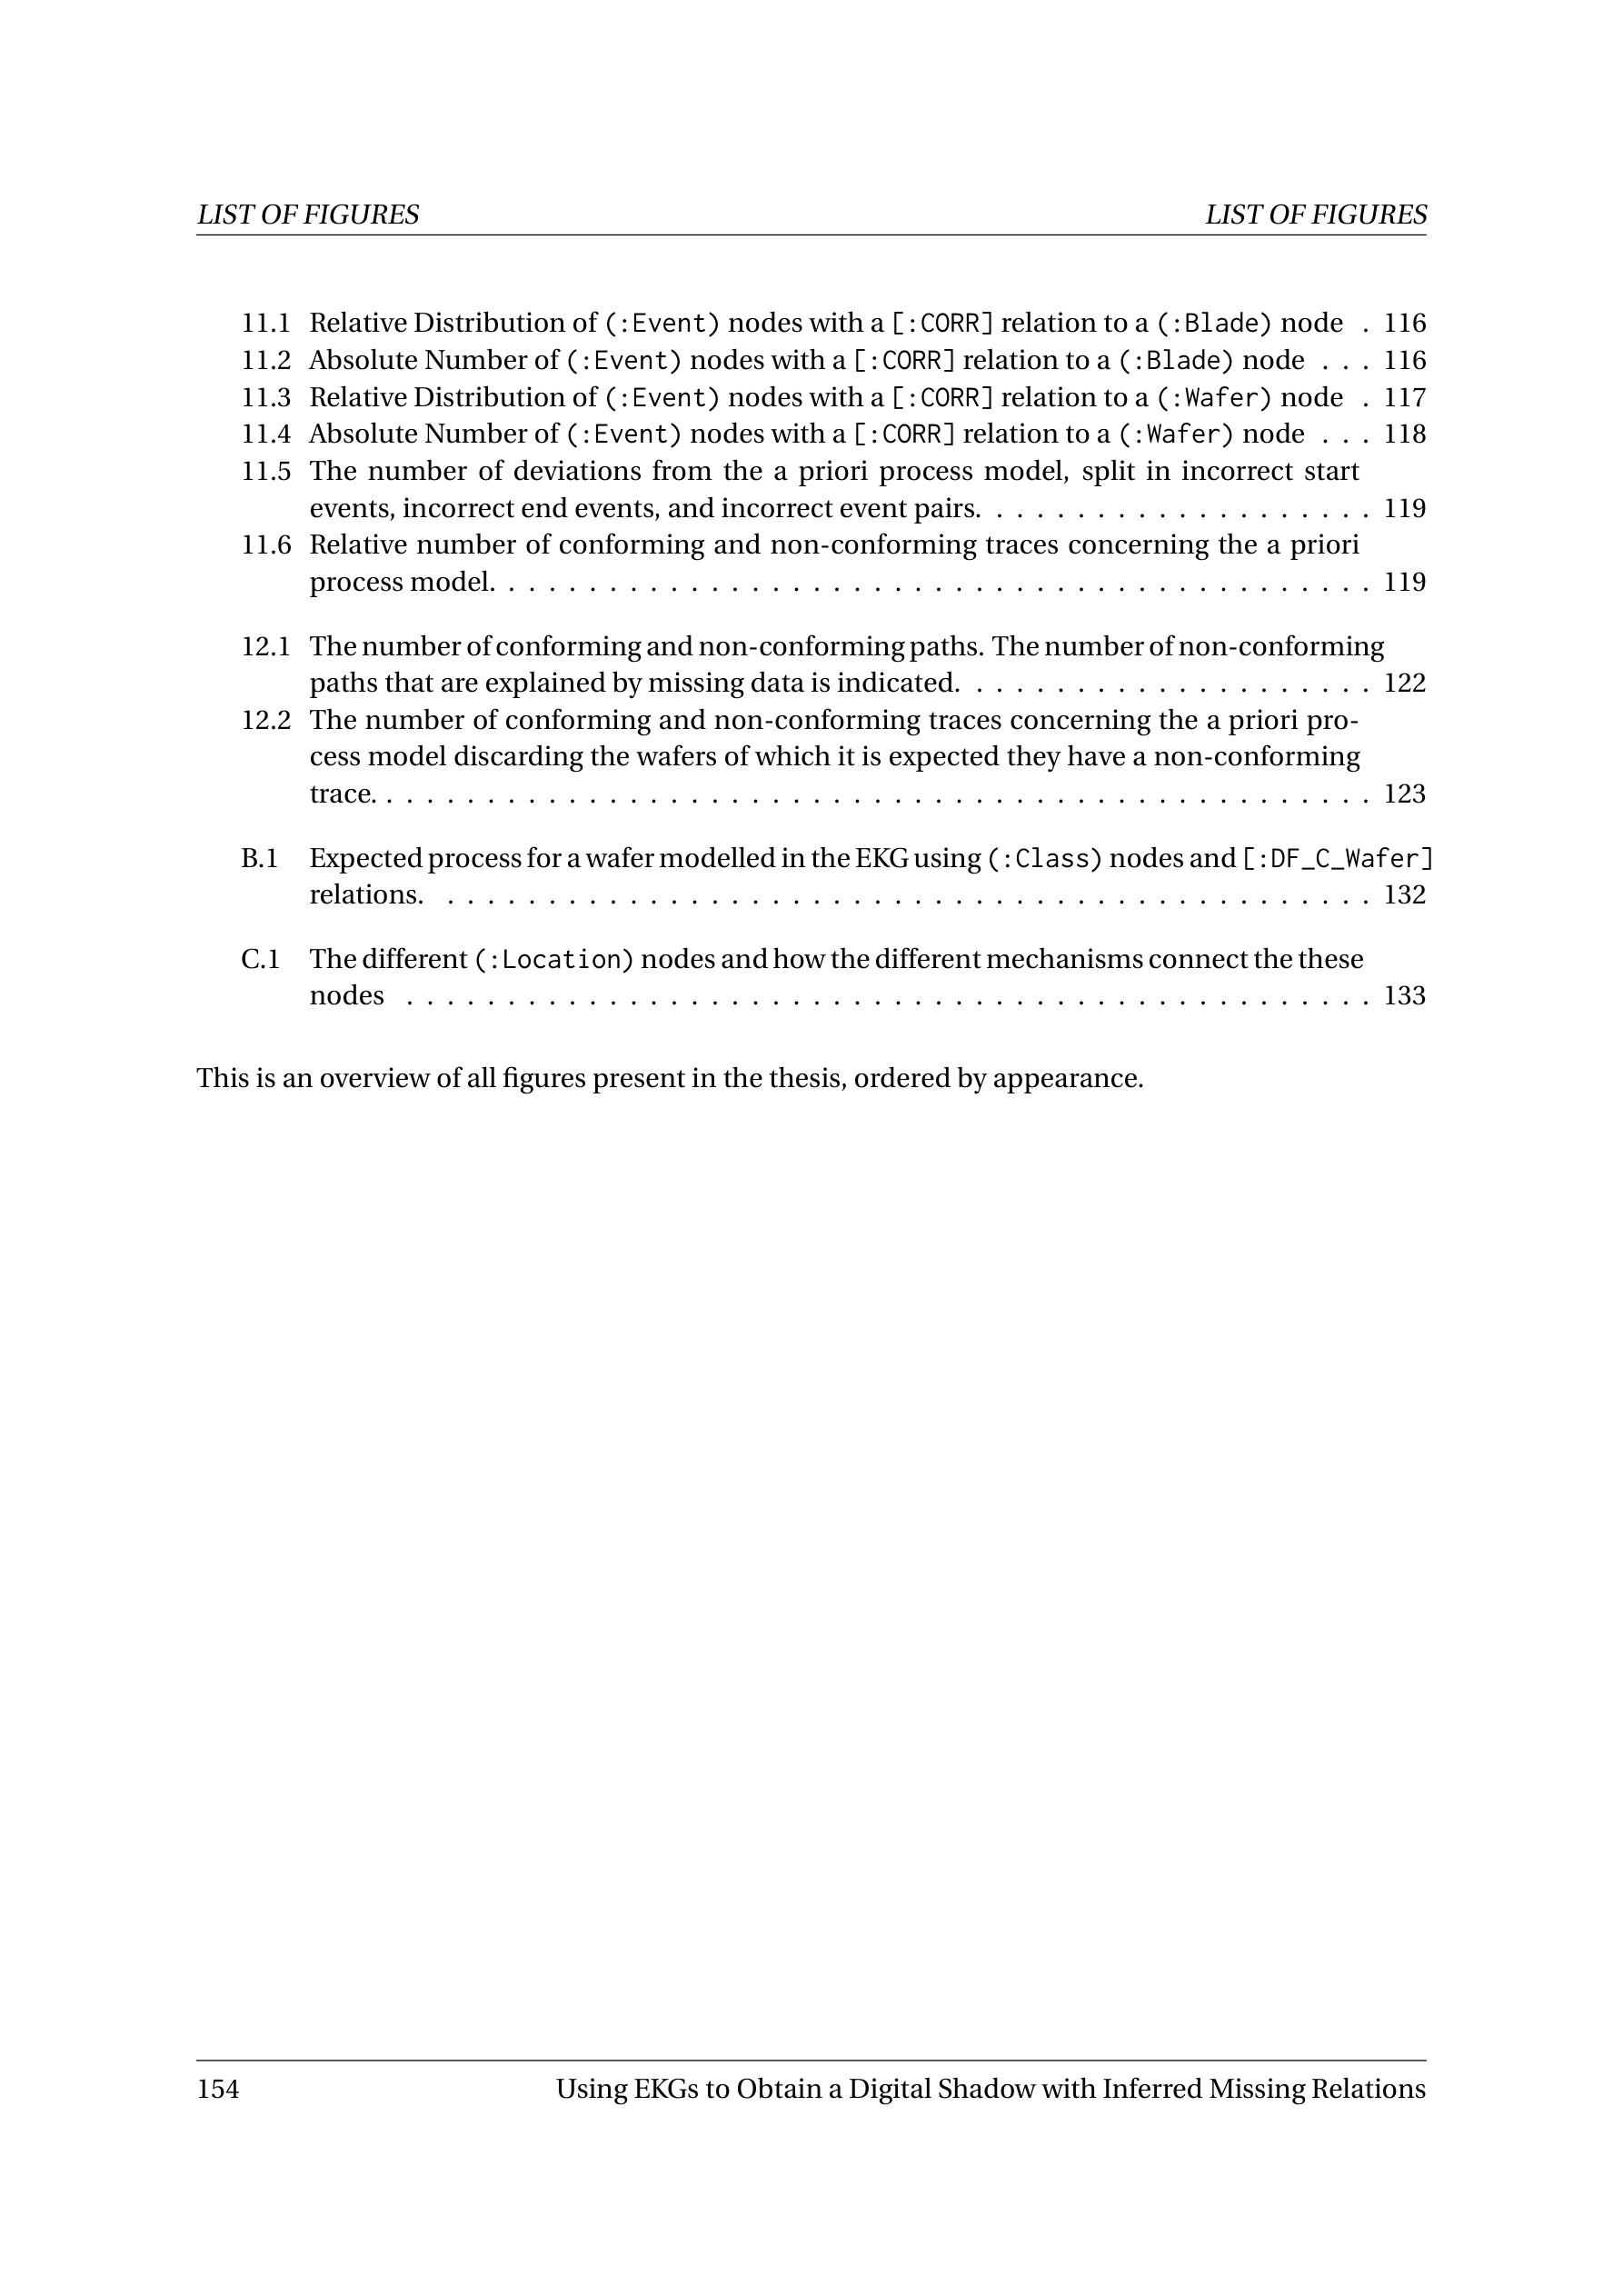 LIST OF FIGURES LIST OF FIGURES
11.1 Relative Distribution of (:Event) nodes with a [:CORR] relation to a (:Blade) node . 116
11.2 Absolute Number of (:Event) nodes with a [:CORR] relation to a (:Blade) node . . . 116
11.3 Relative Distribution of (:Event) nodes with a [:CORR] relation to a (:Wafer) node . 117
11.4 Absolute Number of (:Event) nodes with a [:CORR] relation to a (:Wafer) node . . . 118
11.5 The number of deviations from the a priori process model, split in incorrect start
events, incorrect end events, and incorrect event pairs. . . . . . . . . . . . . . . . . . . . 119
11.6 Relative number of conforming and non-conforming traces concerning the a priori
process model. . . . . . . . . . . . . . . . . . . . . . . . . . . . . . . . . . . . . . . . . . . . 119
12.1 The number of conforming and non-conforming paths. The number of non-conforming
paths that are explained by missing data is indicated. . . . . . . . . . . . . . . . . . . . . 122
12.2 The number of conforming and non-conforming traces concerning the a priori pro-
cess model discarding the wafers of which it is expected they have a non-conforming
trace. . . . . . . . . . . . . . . . . . . . . . . . . . . . . . . . . . . . . . . . . . . . . . . . . . 123
B.1 Expected process for a wafer modelled in the EKG using (:Class) nodes and [:DF_C_Wafer]
relations. . . . . . . . . . . . . . . . . . . . . . . . . . . . . . . . . . . . . . . . . . . . . . . 132
C.1 The different (:Location) nodes and how the different mechanisms connect the these
nodes . . . . . . . . . . . . . . . . . . . . . . . . . . . . . . . . . . . . . . . . . . . . . . . . 133
This is an overview of all figures present in the thesis, ordered by appearance.
154 Using EKGs to Obtain a Digital Shadow with Inferred Missing Relations